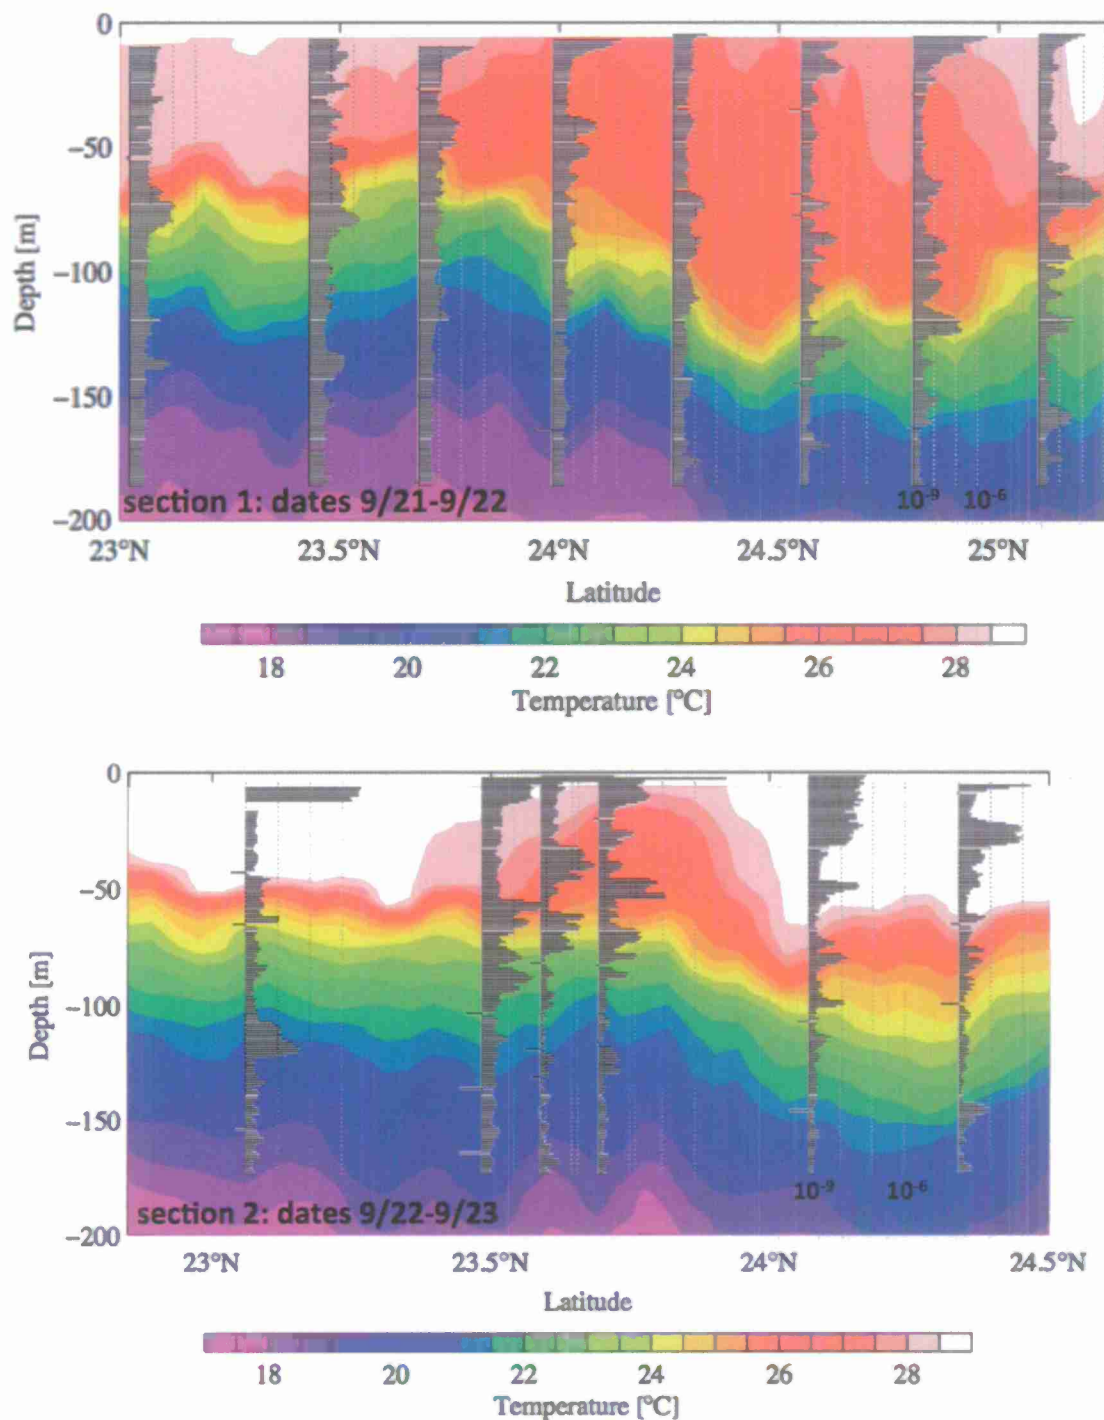 0
−50
−100
−150
−200
Depth [m]
section 1: dates 9/21-9/22
10⁻⁹ 10⁻⁶
23°N 23.5°N 24°N 24.5°N 25°N
Latitude
18 20 22 24 26 28
Temperature [°C]
0
−50
−100
−150
−200
Depth [m]
section 2: dates 9/22-9/23
10⁻⁹ 10⁻⁶
23°N 23.5°N 24°N 24.5°N
Latitude
18 20 22 24 26 28
Temperature [°C]